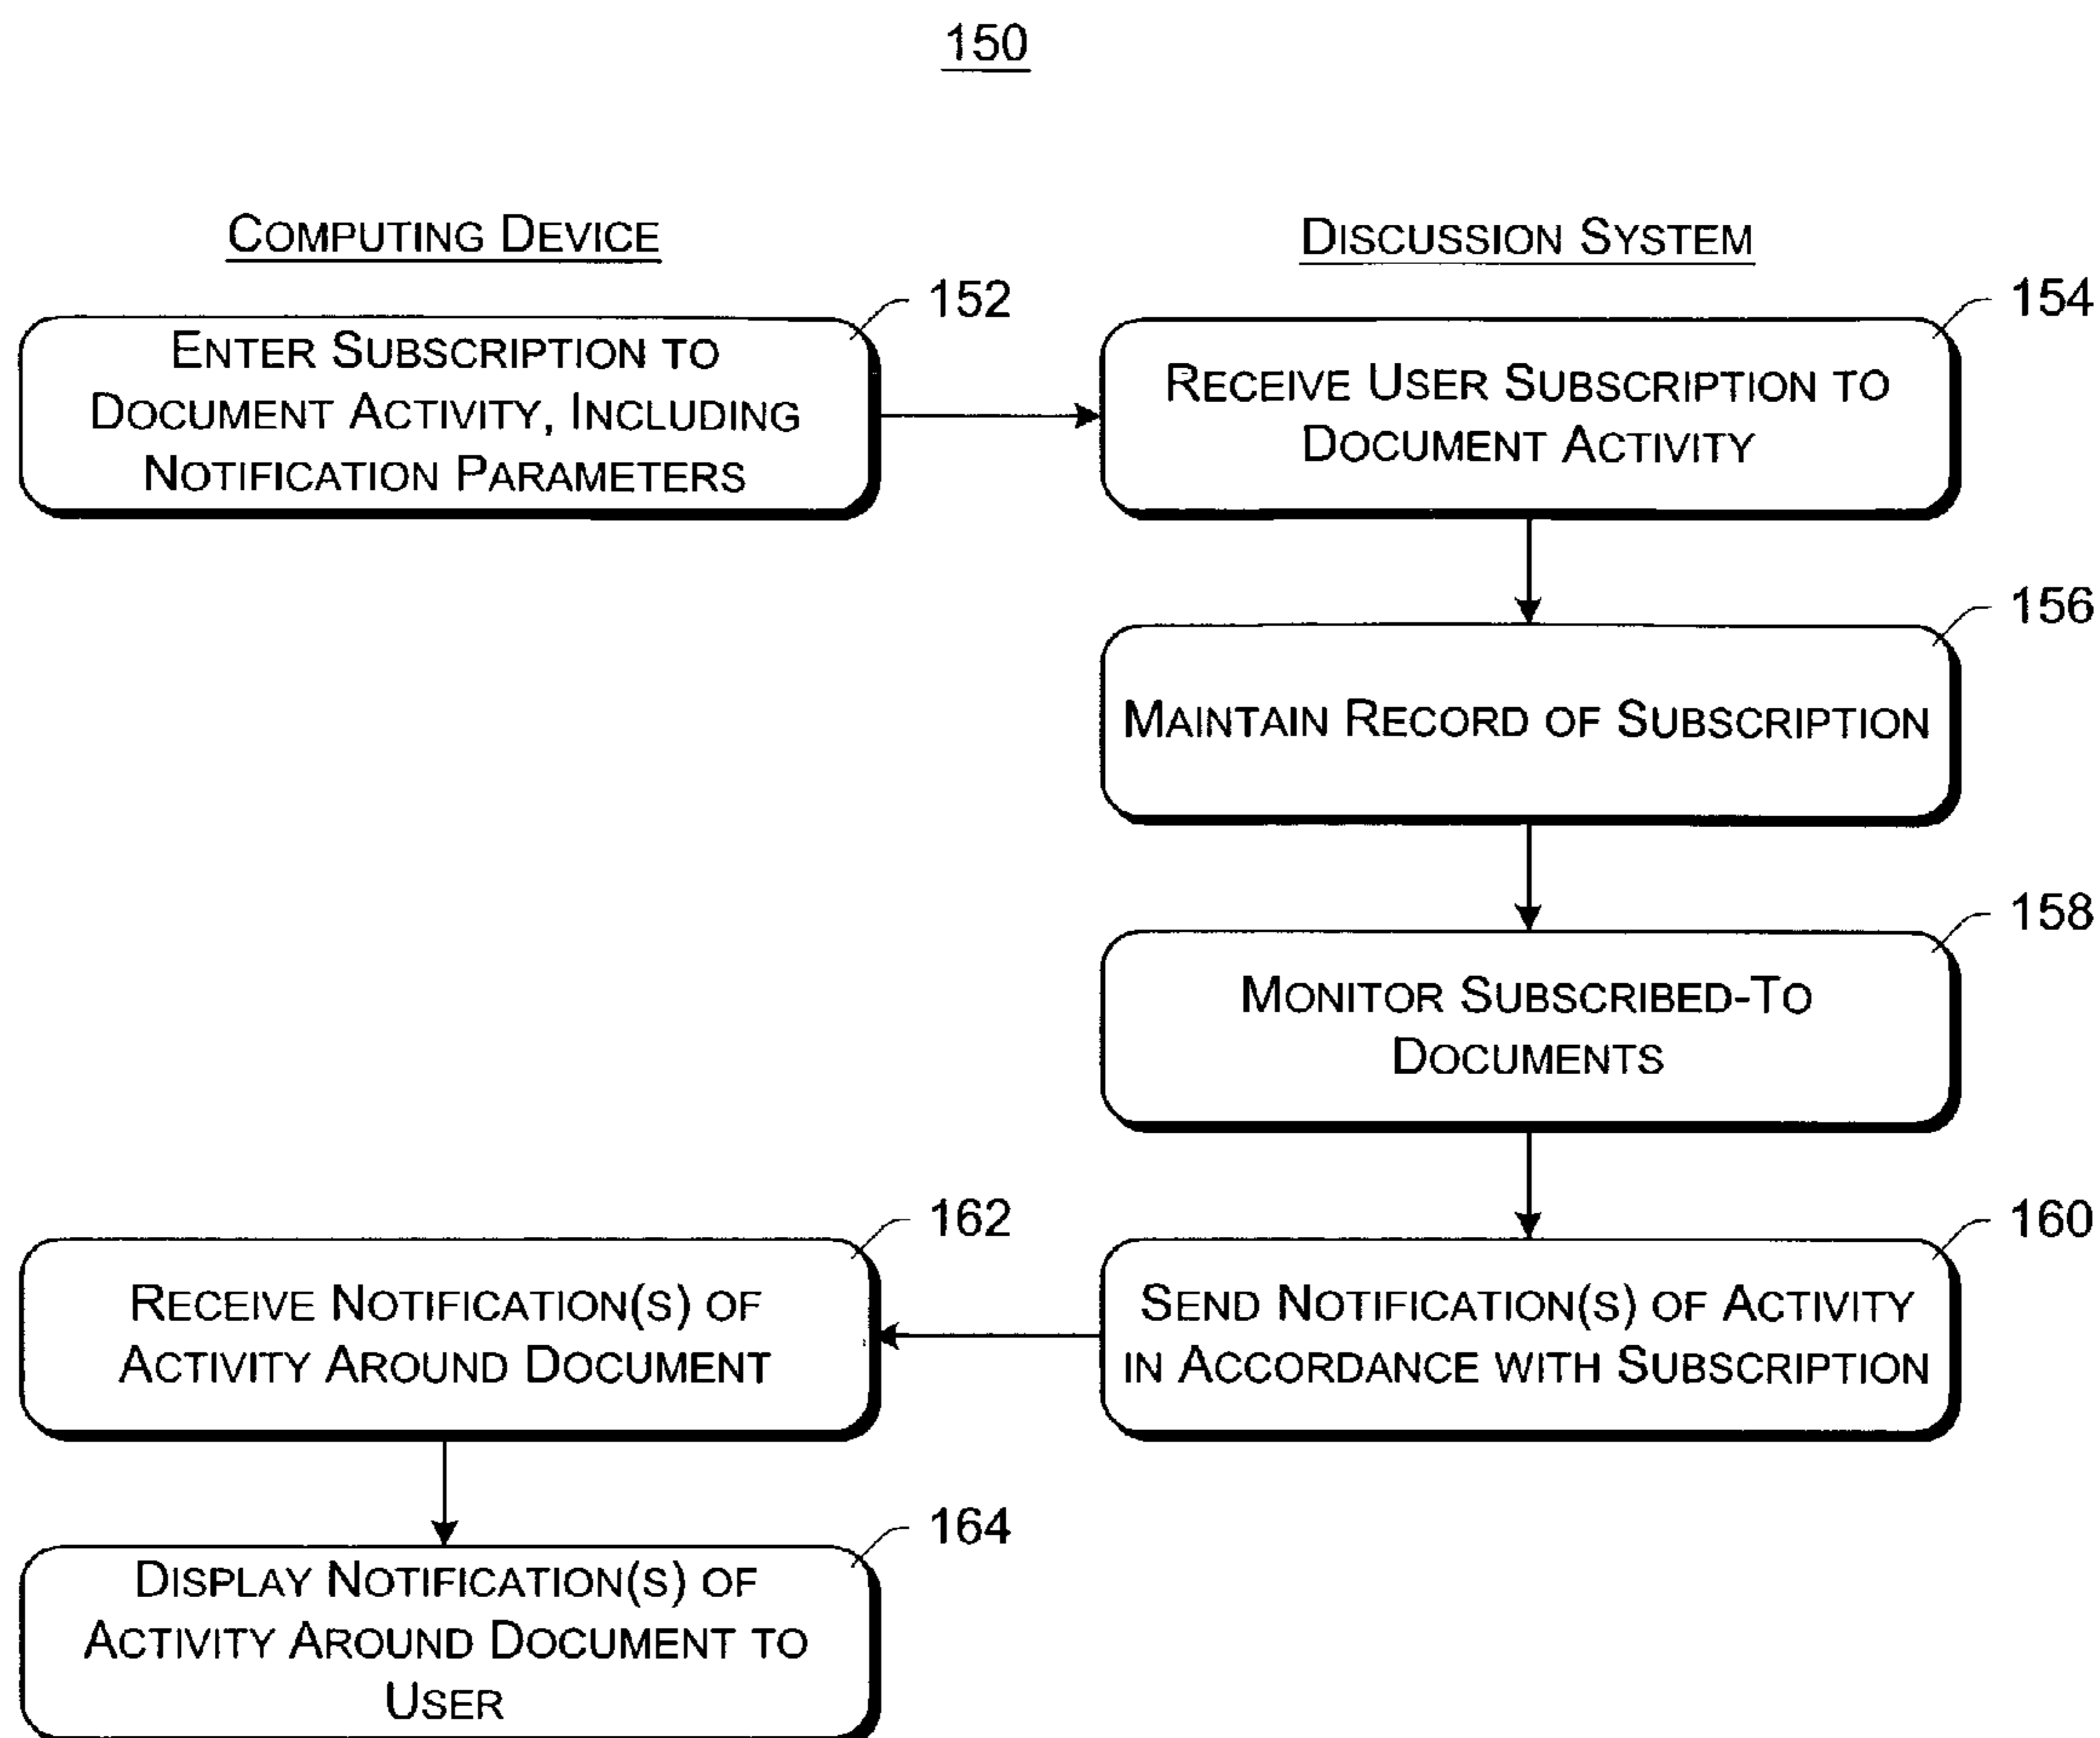 150
COMPUTING DEVICE
DISCUSSION SYSTEM
152
ENTER SUBSCRIPTION TO
DOCUMENT ACTIVITY, INCLUDING
NOTIFICATION PARAMETERS
154
RECEIVE USER SUBSCRIPTION TO
DOCUMENT ACTIVITY
156
MAINTAIN RECORD OF SUBSCRIPTION
158
MONITOR SUBSCRIBED-TO
DOCUMENTS
160
SEND NOTIFICATION(S) OF ACTIVITY
IN ACCORDANCE WITH SUBSCRIPTION
162
RECEIVE NOTIFICATION(S) OF
ACTIVITY AROUND DOCUMENT
164
DISPLAY NOTIFICATION(S) OF
ACTIVITY AROUND DOCUMENT TO
USER